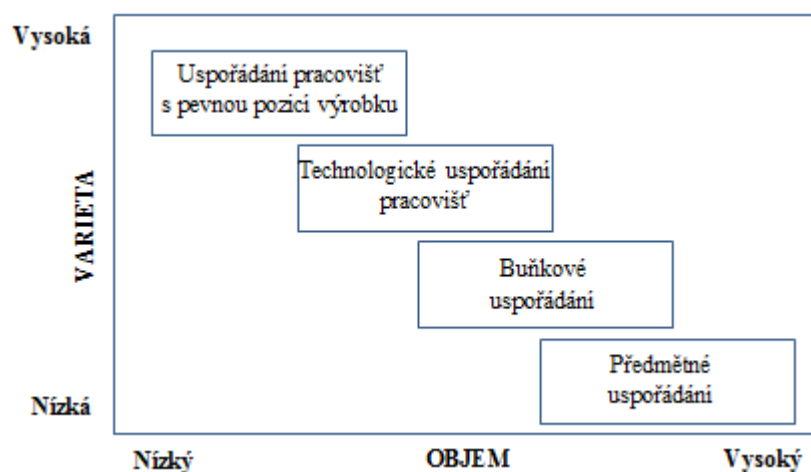 Vysoká
Uspořádání pracovišť
s pevnou pozicí výrobku
Technologické uspořádání
pracovišť
VARIETA
Buňkové
uspořádání
Předmětné
uspořádání
Nízká
Nízký
OBJEM
Vysoký